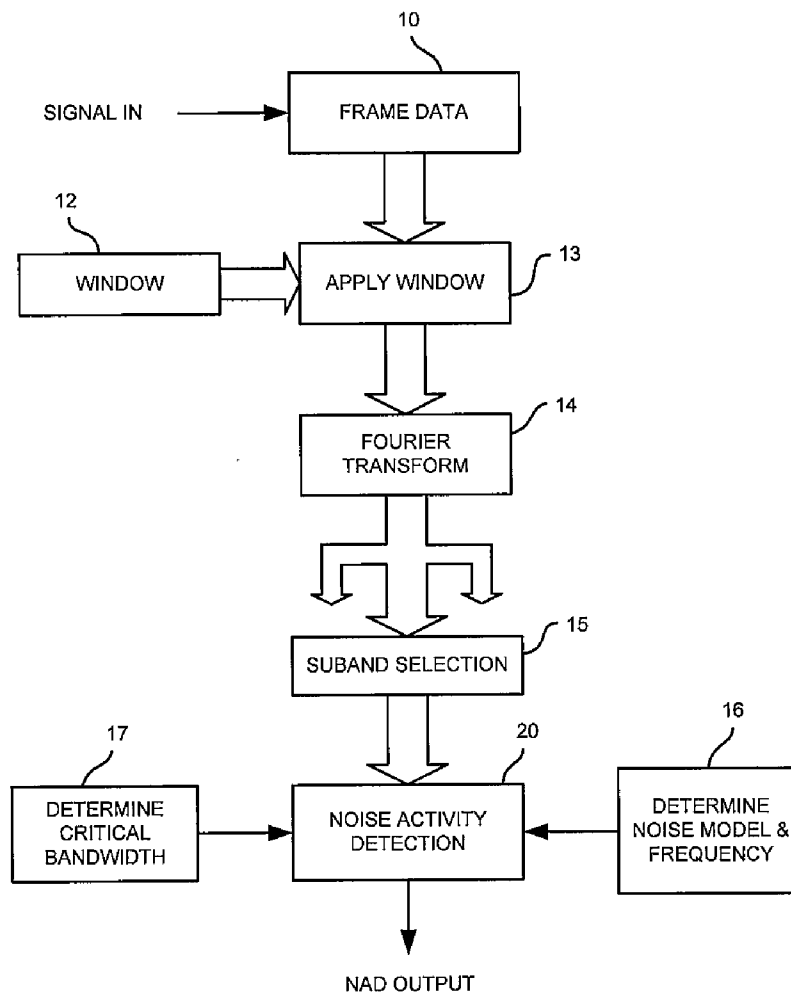 10
SIGNAL IN
FRAME DATA
12
WINDOW
APPLY WINDOW
13
14
FOURIER
TRANSFORM
15
SUBAND SELECTION
17
20
16
DETERMINE
CRITICAL
BANDWIDTH
NOISE ACTIVITY
DETECTION
DETERMINE
NOISE MODEL &
FREQUENCY
NAD OUTPUT